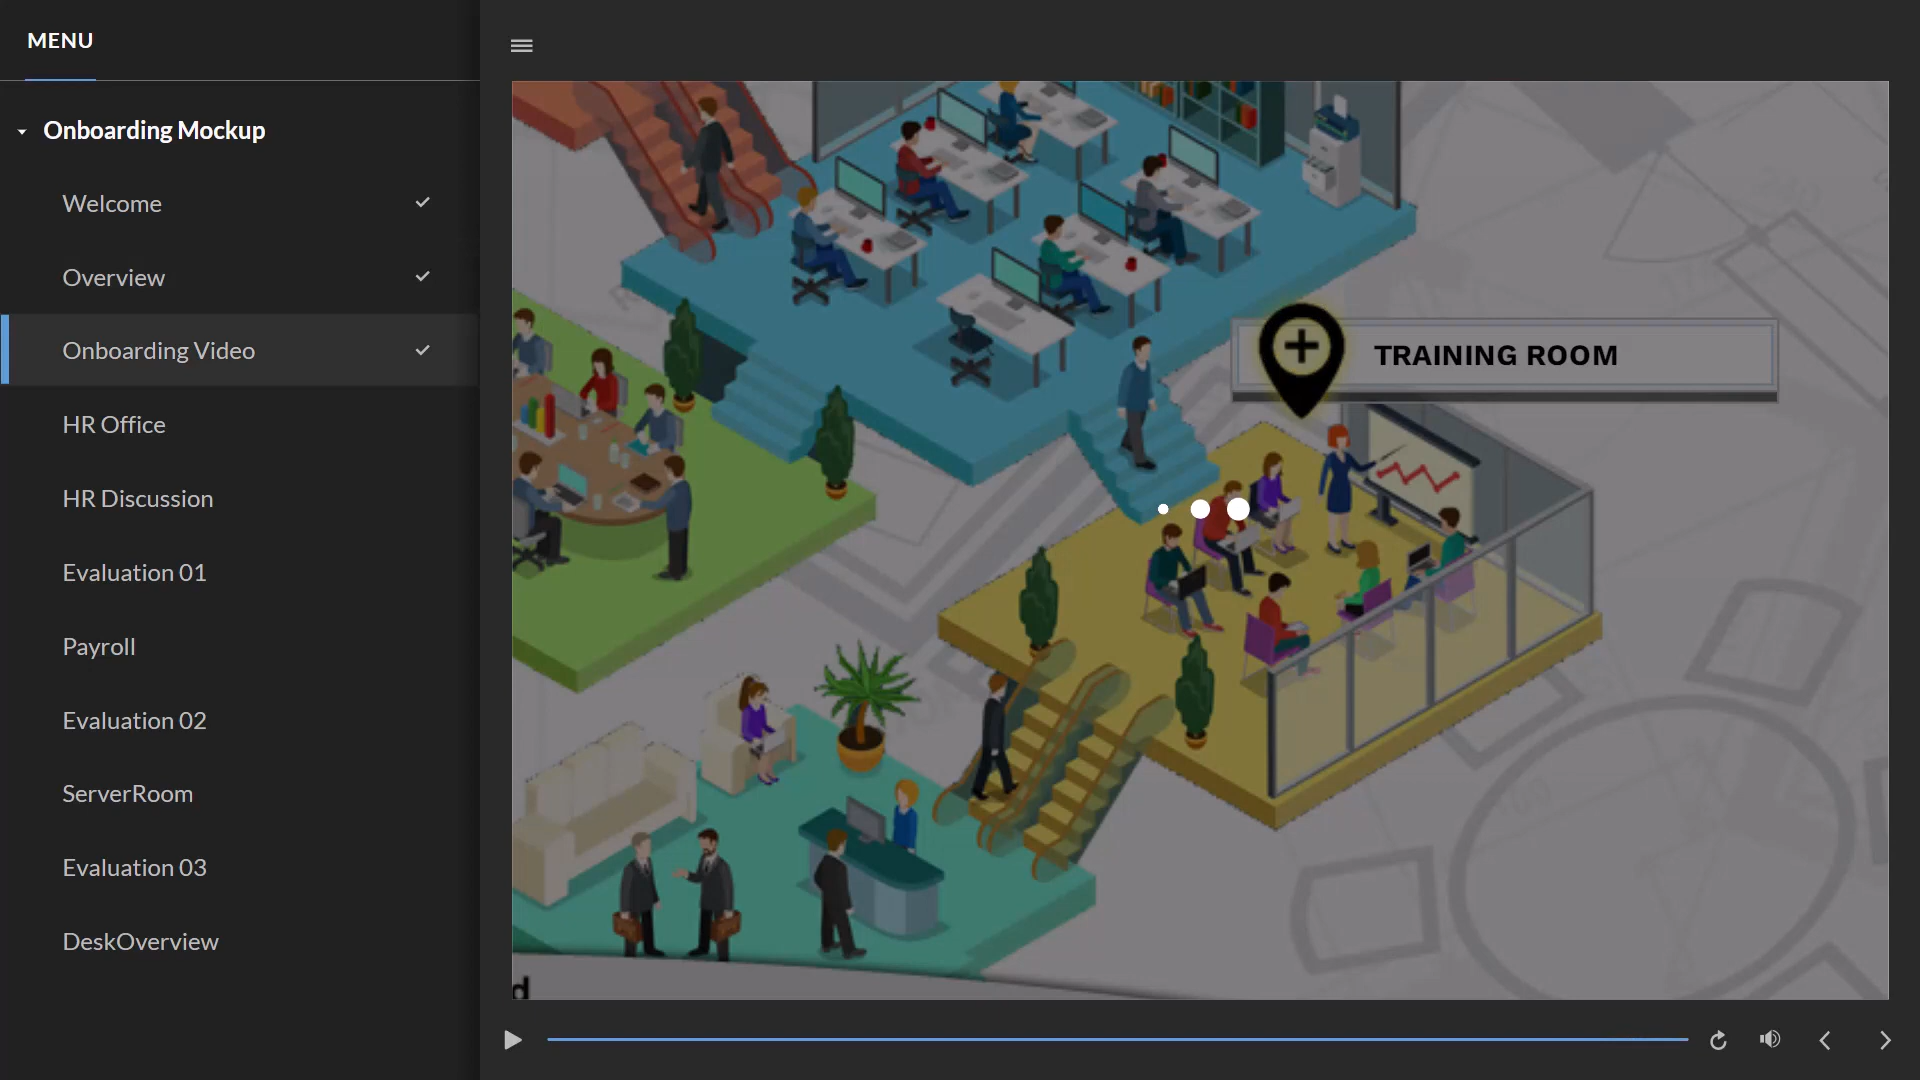 MENU
Onboarding Mockup
Welcome
Overview
Onboarding Video
HR Office
HR Discussion
Evaluation 01
Payroll
Evaluation 02
ServerRoom
Evaluation 03
DeskOverview
TRAINING ROOM
d